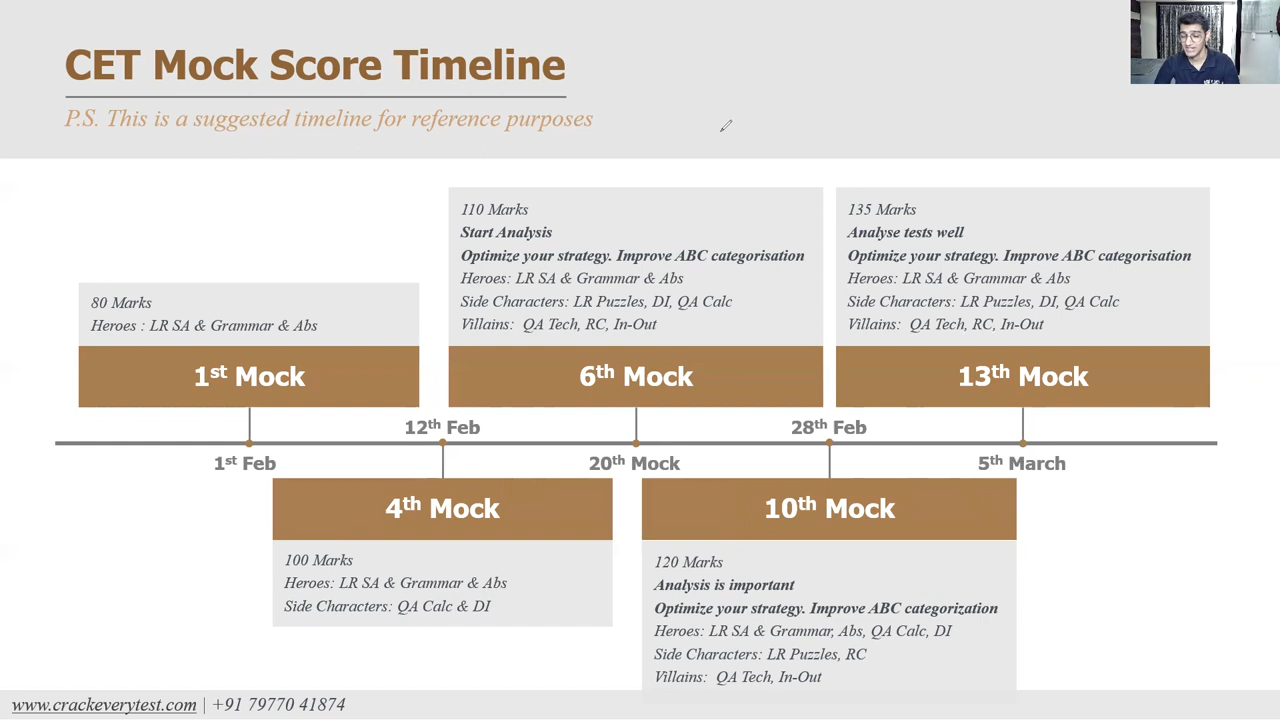 CET Mock Score Timeline
P.S. This is a suggested timeline for reference purposes
80 Marks
Heroes : LR SA & Grammar & Abs
1st Mock
1st Feb
12th Feb
4th Mock
100 Marks
Heroes: LR SA & Grammar & Abs
Side Characters: QA Calc & DI
110 Marks
Start Analysis
Optimize your strategy. Improve ABC categorisation
Heroes: LR SA & Grammar & Abs
Side Characters: LR Puzzles, DI, QA Calc
Villains: QA Tech, RC, In-Out
6th Mock
20th Mock
28th Feb
10th Mock
120 Marks
Analysis is important
Optimize your strategy. Improve ABC categorization
Heroes: LR SA & Grammar, Abs, QA Calc, DI
Side Characters: LR Puzzles, RC
Villains: QA Tech, In-Out
135 Marks
Analyse tests well
Optimize your strategy. Improve ABC categorisation
Heroes: LR SA & Grammar & Abs
Side Characters: LR Puzzles, DI, QA Calc
Villains: QA Tech, RC, In-Out
13th Mock
5th March
www.crackeverytest.com | +91 79770 41874